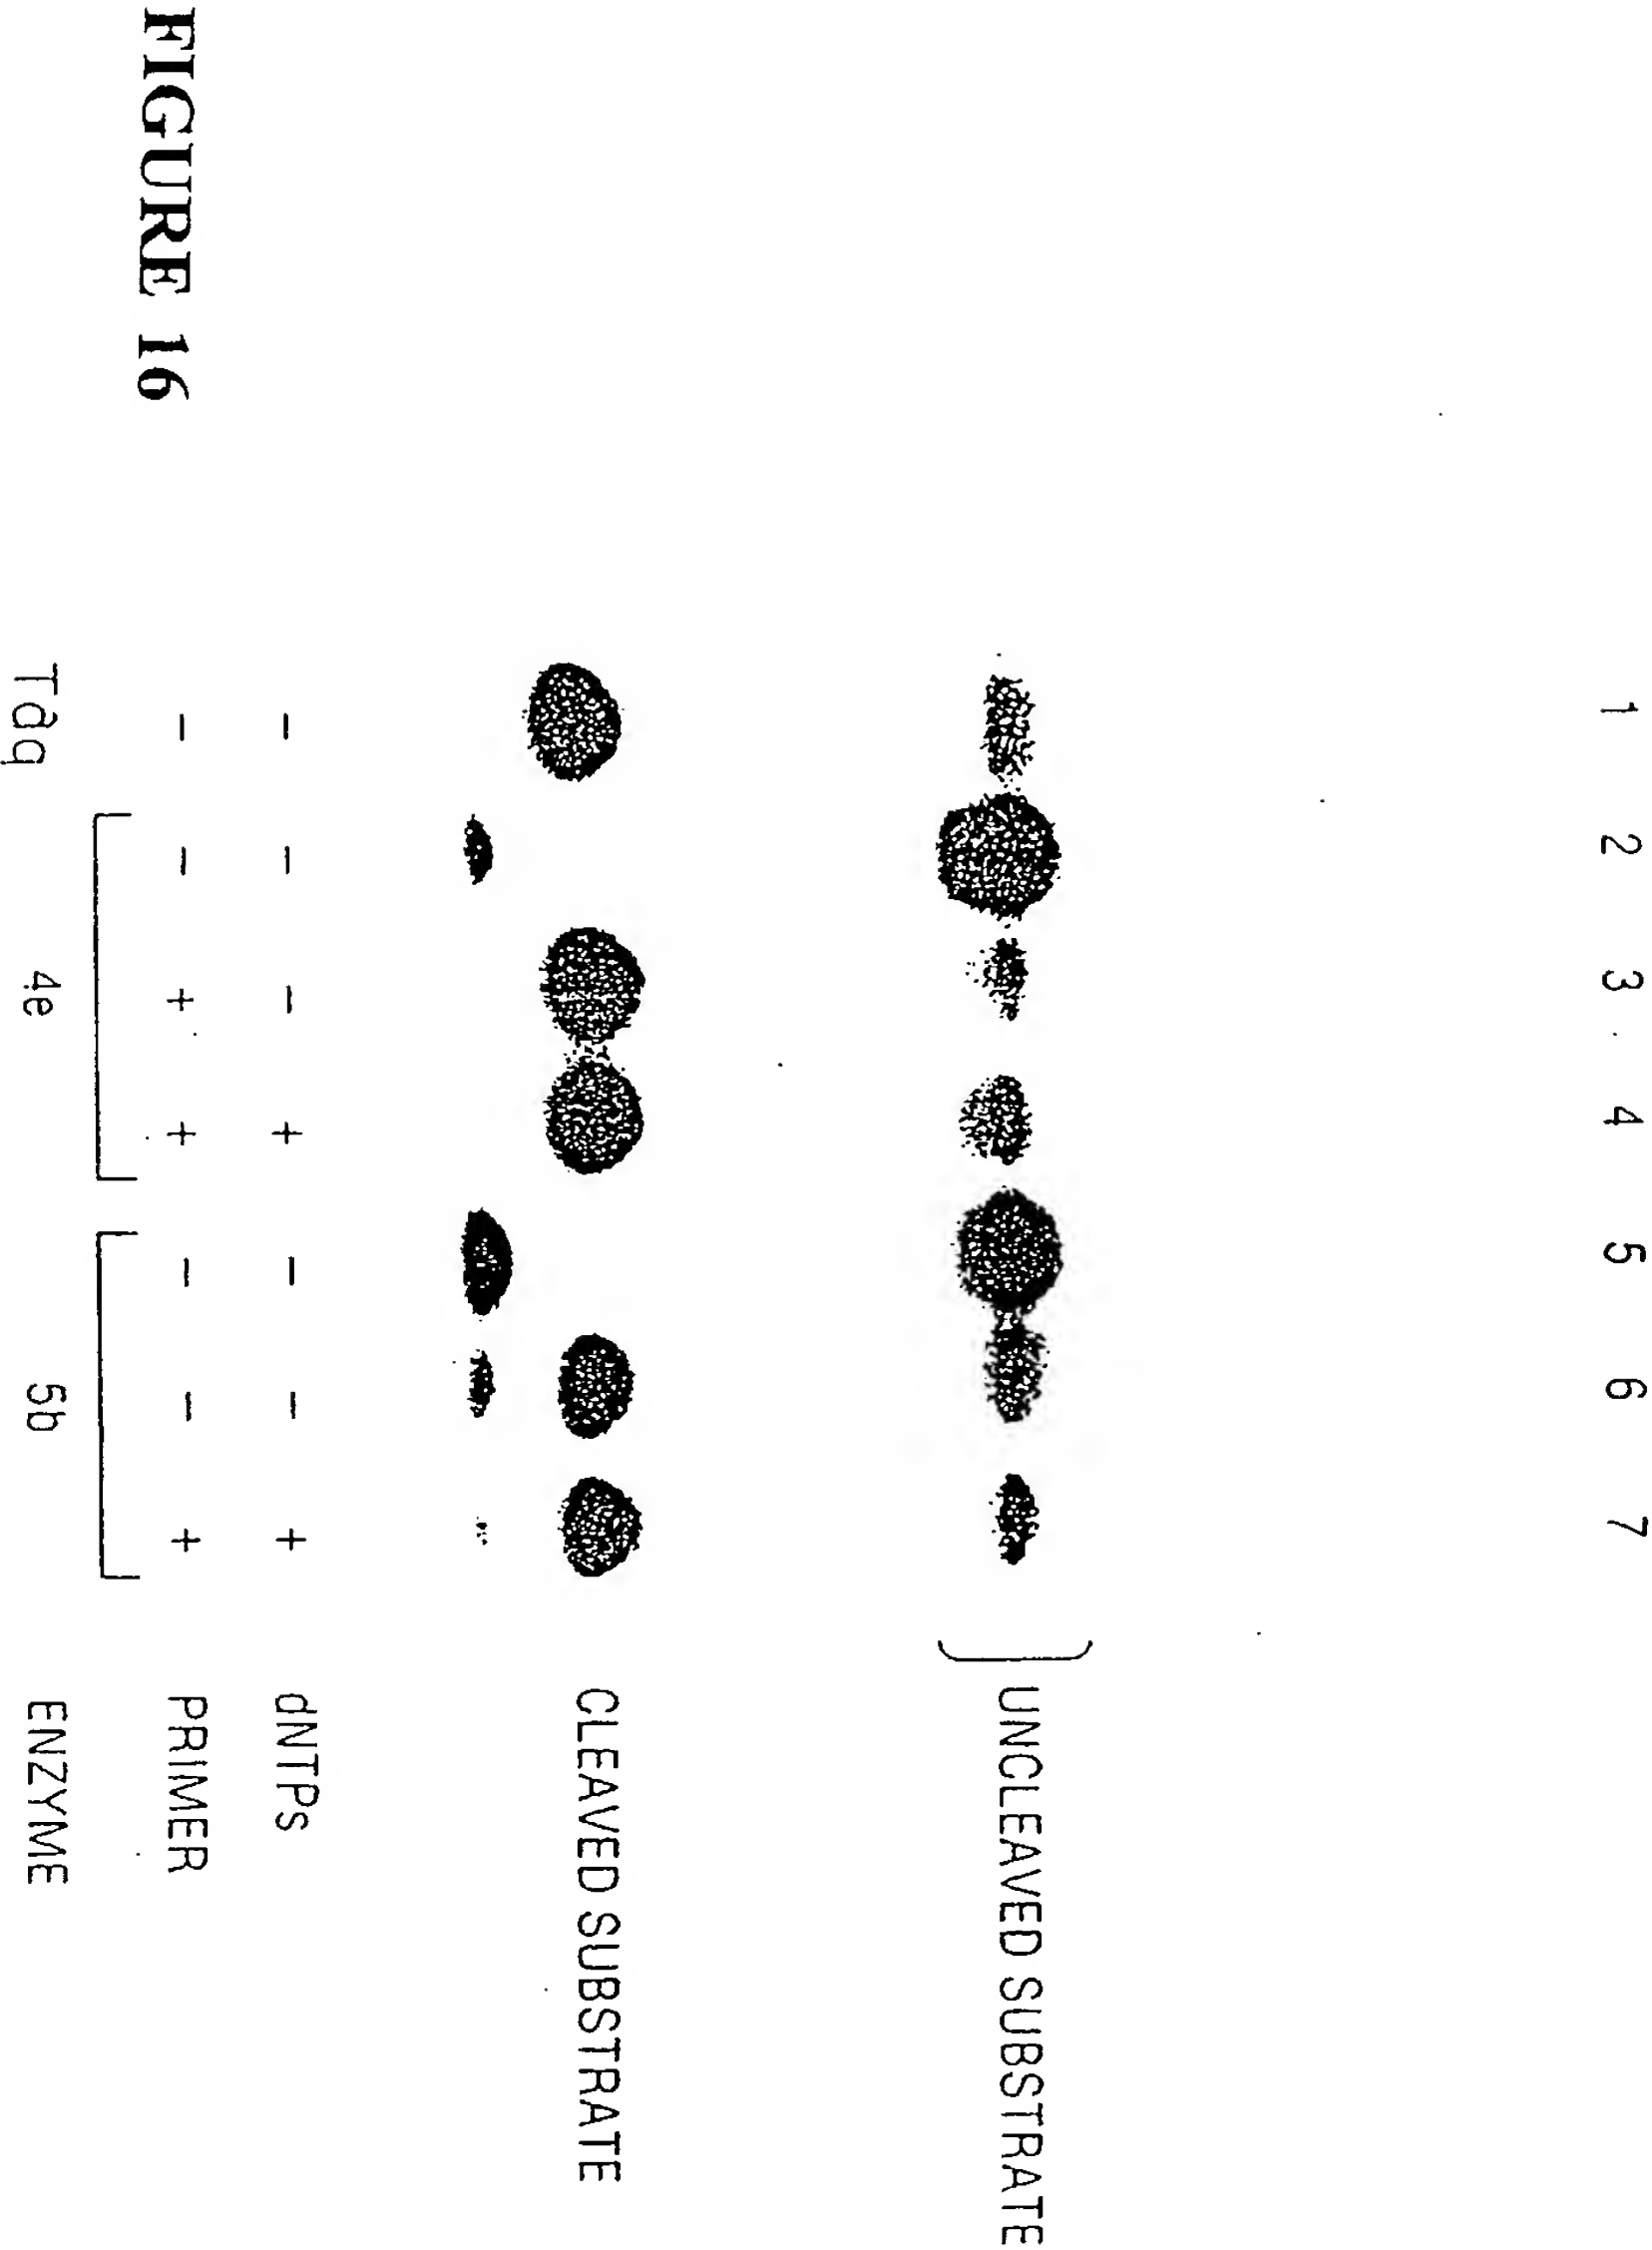 1 2 3 4 5 6 7
UNCLEAVED SUBSTRATE
CLEAVED SUBSTRATE
- - - + - - + dNTPs
- - + + - - + PRIMER
Taq 4e 5b ENZYME
FIGURE 16